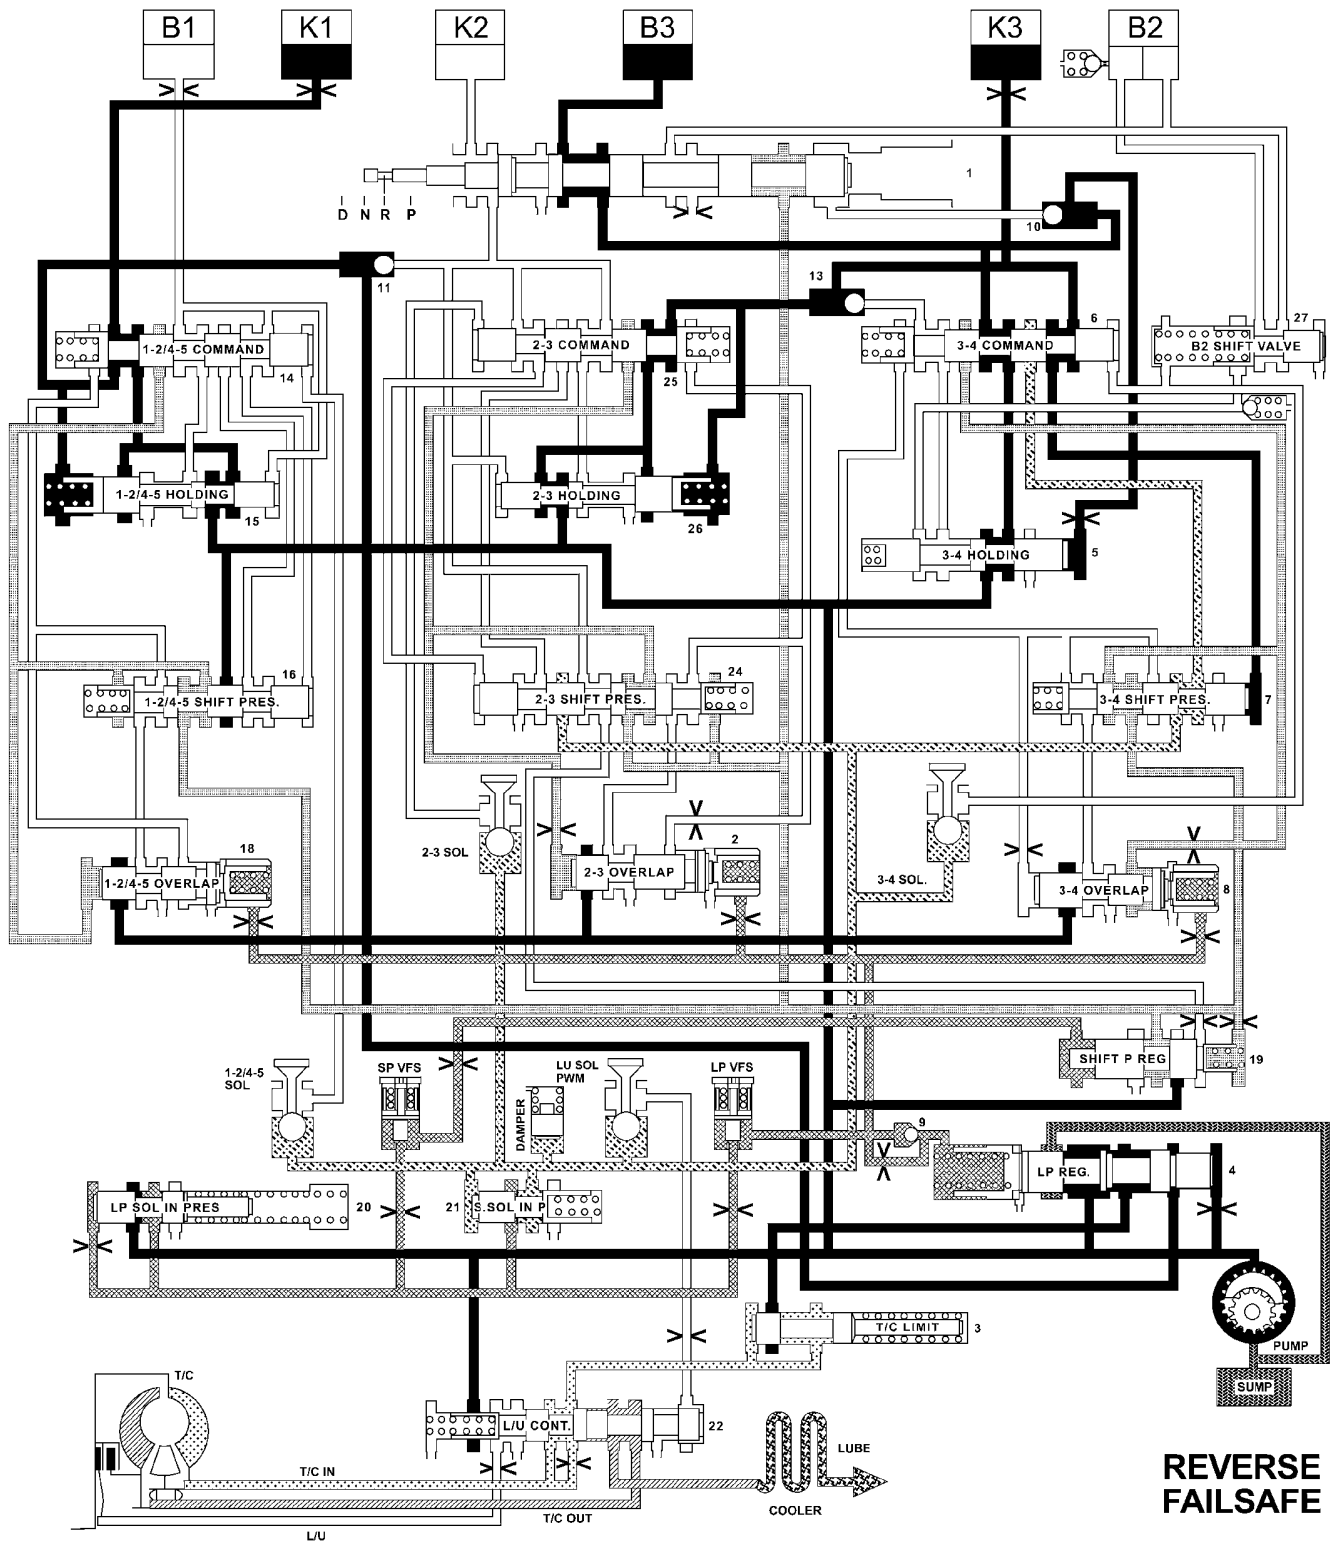 B1 K1 K2 B3 K3 B2
1
D N R P
10
11
13
6
27
1-2/4-5 COMMAND
2-3 COMMAND
3-4 COMMAND
B2 SHIFT VALVE
14
25
1-2/4-5 HOLDING
2-3 HOLDING
15
26
3-4 HOLDING
5
16
24
1-2/4-5 SHIFT PRES.
2-3 SHIFT PRES.
3-4 SHIFT PRES.
7
18
2
2-3 SOL
1-2/4-5 OVERLAP
2-3 OVERLAP
3-4 SOL.
3-4 OVERLAP
8
SHIFT P REG
19
1-2/4-5
SOL
SP VFS
LU SOL
PWM
LP VFS
DAMPER
9
LP REG.
4
LP SOL IN PRES
20
21
S.SOL IN P
T/C LIMIT
3
PUMP
SUMP
T/C
L/U CONT.
22
LUBE
T/C IN
COOLER
T/C OUT
L/U
REVERSE
FAILSAFE